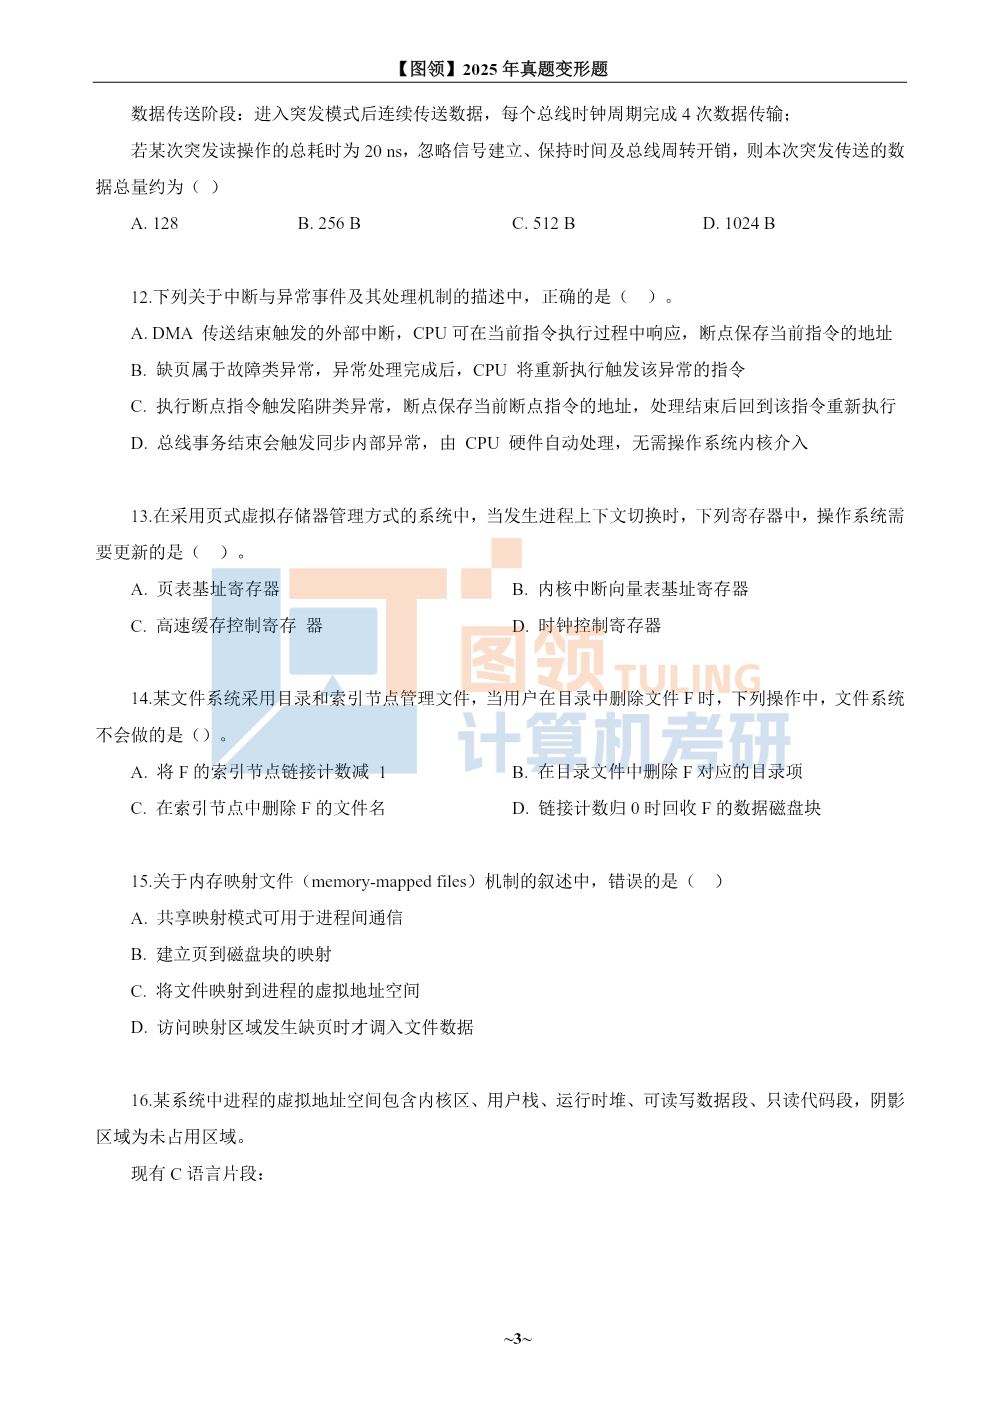 【图领】2025 年真题变形题
数据传送阶段：进入突发模式后连续传送数据，每个总线时钟周期完成 4 次数据传输；
若某次突发读操作的总耗时为 20 ns，忽略信号建立、保持时间及总线周转开销，则本次突发传送的数
据总量约为（ ）
A. 128 B. 256 B C. 512 B D. 1024 B
12.下列关于中断与异常事件及其处理机制的描述中，正确的是（ ）。
A. DMA 传送结束触发的外部中断，CPU 可在当前指令执行过程中响应，断点保存当前指令的地址
B. 缺页属于故障类异常，异常处理完成后，CPU 将重新执行触发该异常的指令
C. 执行断点指令触发陷阱类异常，断点保存当前断点指令的地址，处理结束后回到该指令重新执行
D. 总线事务结束会触发同步内部异常，由 CPU 硬件自动处理，无需操作系统内核介入
13.在采用页式虚拟存储器管理方式的系统中，当发生进程上下文切换时，下列寄存器中，操作系统需
要更新的是（ ）。
A. 页表基址寄存器 B. 内核中断向量表基址寄存器
C. 高速缓存控制寄存 器 D. 时钟控制寄存器
图领 TULING
计算机考研
14.某文件系统采用目录和索引节点管理文件，当用户在目录中删除文件 F 时，下列操作中，文件系统
不会做的是（）。
A. 将 F 的索引节点链接计数减 1 B. 在目录文件中删除 F 对应的目录项
C. 在索引节点中删除 F 的文件名 D. 链接计数归 0 时回收 F 的数据磁盘块
15.关于内存映射文件（memory-mapped files）机制的叙述中，错误的是（ ）
A. 共享映射模式可用于进程间通信
B. 建立页到磁盘块的映射
C. 将文件映射到进程的虚拟地址空间
D. 访问映射区域发生缺页时才调入文件数据
16.某系统中进程的虚拟地址空间包含内核区、用户栈、运行时堆、可读写数据段、只读代码段，阴影
区域为未占用区域。
现有 C 语言片段：
~3~